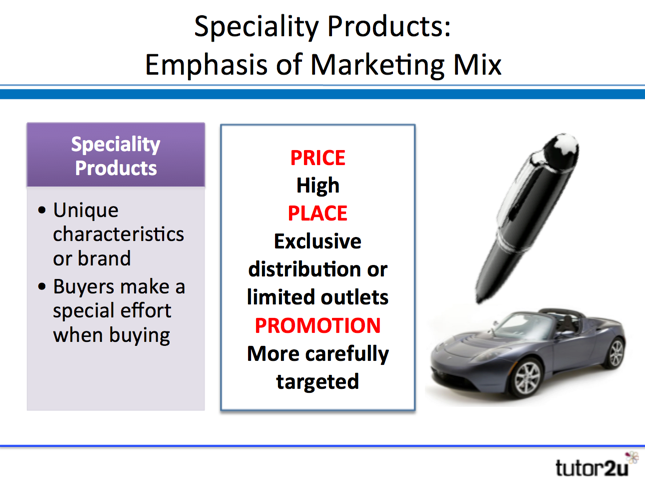 Speciality Products:
Emphasis of Marketing Mix
Speciality
Products
• Unique
characteristics
or brand
• Buyers make a
special effort
when buying
PRICE
High
PLACE
Exclusive
distribution or
limited outlets
PROMOTION
More carefully
targeted
tutor2u